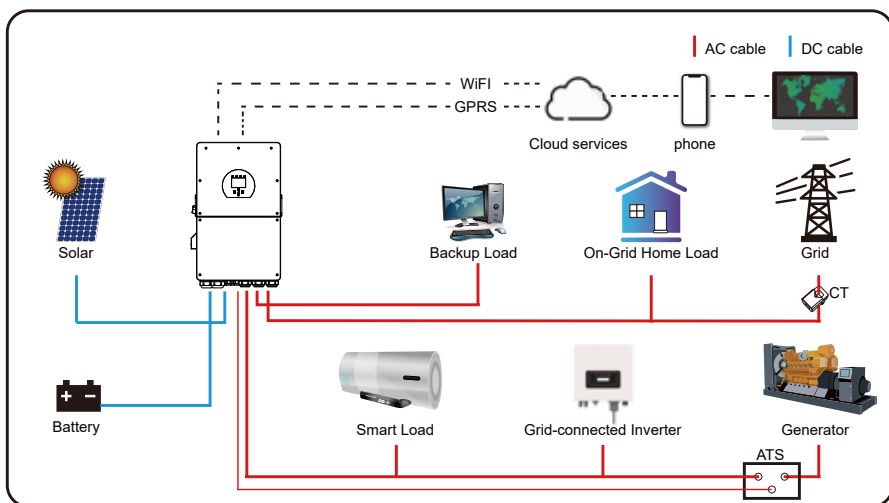 AC cable
DC cable
WiFI
GPRS
Cloud services
phone
Solar
Backup Load
On-Grid Home Load
Grid
CT
Battery
Smart Load
Grid-connected Inverter
Generator
ATS